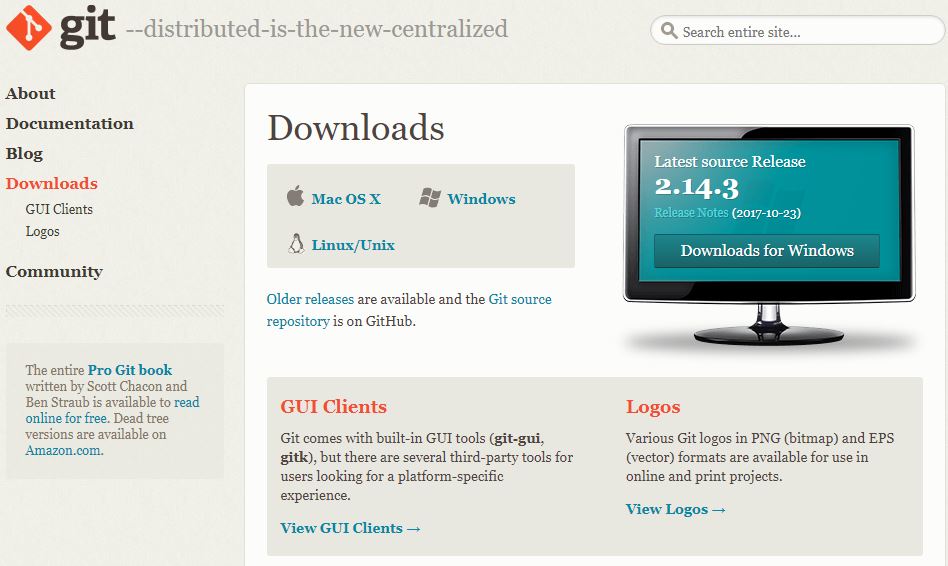 git --distributed-is-the-new-centralized
Search entire site...
About
Documentation
Blog
Downloads
GUI Clients
Logos
Community
The entire Pro Git book
written by Scott Chacon and
Ben Straub is available to read
online for free. Dead tree
versions are available on
Amazon.com.
Downloads
Mac OS X
Windows
Linux/Unix
Older releases are available and the Git source
repository is on GitHub.
Latest source Release
2.14.3
Release Notes (2017-10-23)
Downloads for Windows
GUI Clients
Git comes with built-in GUI tools (git-gui,
gitk), but there are several third-party tools for
users looking for a platform-specific
experience.
View GUI Clients →
Logos
Various Git logos in PNG (bitmap) and EPS
(vector) formats are available for use in
online and print projects.
View Logos →